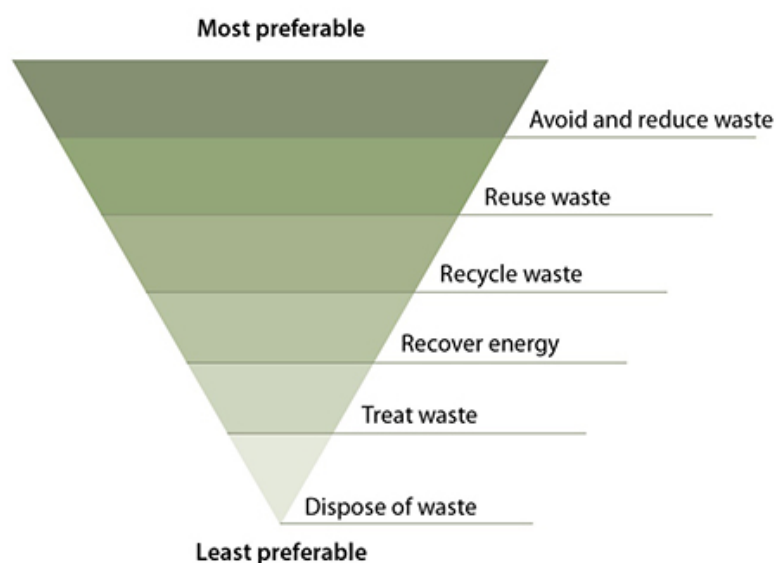 Most preferable
Avoid and reduce waste
Reuse waste
Recycle waste
Recover energy
Treat waste
Dispose of waste
Least preferable